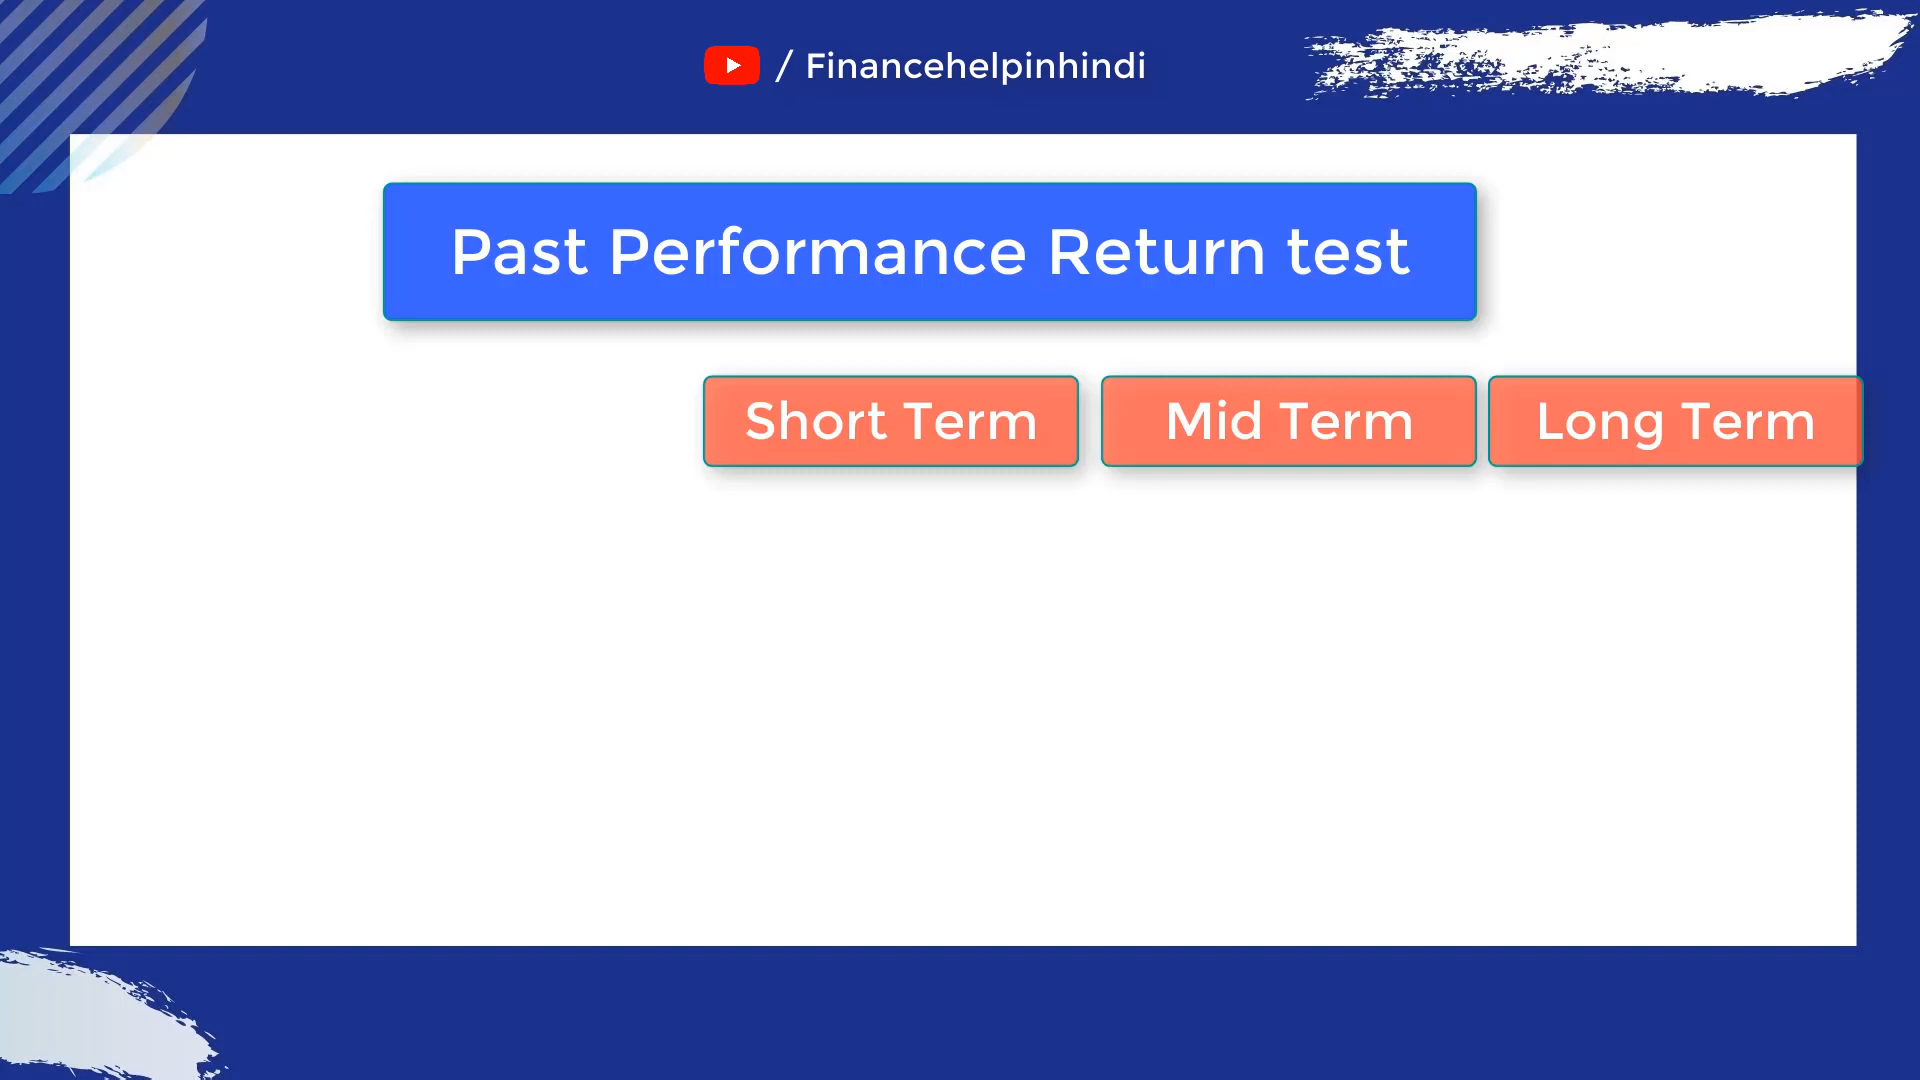 / Financehelpinhindi
Past Performance Return test
Short Term Mid Term Long Term